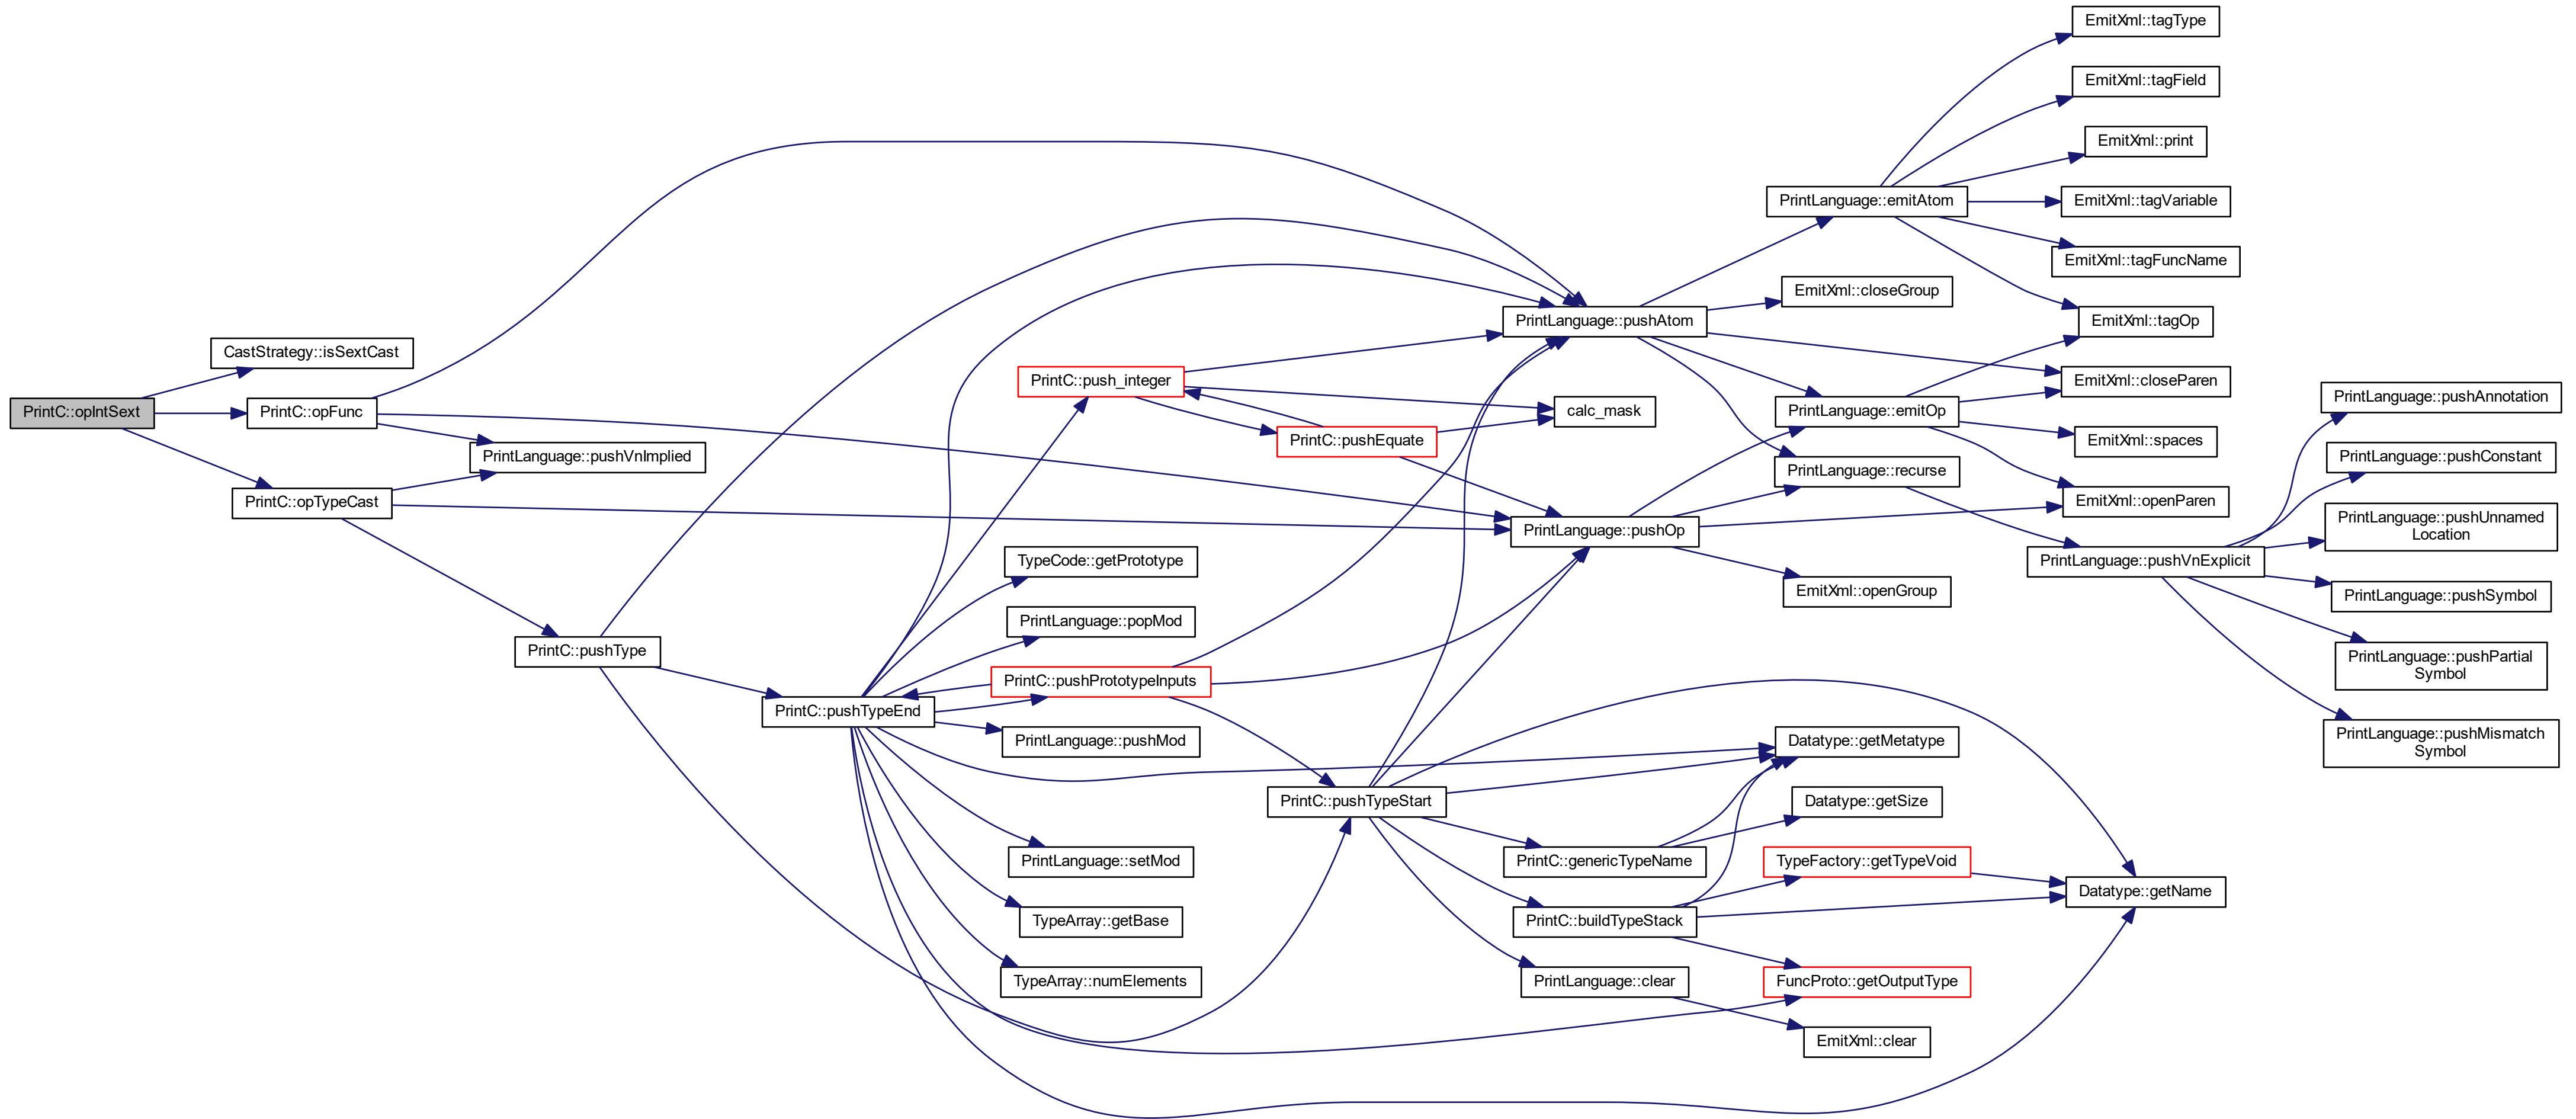 PrintC::opIntSext
CastStrategy::isSextCast
PrintC::opFunc
PrintLanguage::pushVnImplied
PrintC::opTypeCast
PrintC::pushType
PrintC::pushTypeEnd
PrintC::push_integer
PrintC::pushEquate
calc_mask
TypeCode::getPrototype
PrintLanguage::popMod
PrintC::pushPrototypeInputs
PrintLanguage::pushMod
PrintLanguage::setMod
TypeArray::getBase
TypeArray::numElements
PrintC::pushTypeStart
PrintLanguage::pushAtom
PrintLanguage::pushOp
PrintC::genericTypeName
PrintC::buildTypeStack
PrintLanguage::clear
PrintLanguage::emitAtom
EmitXml::closeGroup
PrintLanguage::emitOp
PrintLanguage::recurse
EmitXml::openGroup
Datatype::getMetatype
Datatype::getSize
TypeFactory::getTypeVoid
FuncProto::getOutputType
EmitXml::clear
EmitXml::tagType
EmitXml::tagField
EmitXml::print
EmitXml::tagVariable
EmitXml::tagFuncName
EmitXml::tagOp
EmitXml::closeParen
EmitXml::spaces
EmitXml::openParen
PrintLanguage::pushVnExplicit
Datatype::getName
PrintLanguage::pushAnnotation
PrintLanguage::pushConstant
PrintLanguage::pushUnnamed
Location
PrintLanguage::pushSymbol
PrintLanguage::pushPartial
Symbol
PrintLanguage::pushMismatch
Symbol